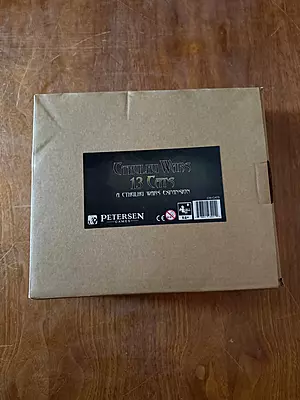 Cthulhu Wars
13 Cats
A Cthulhu Wars Expansion
Petersen
Games